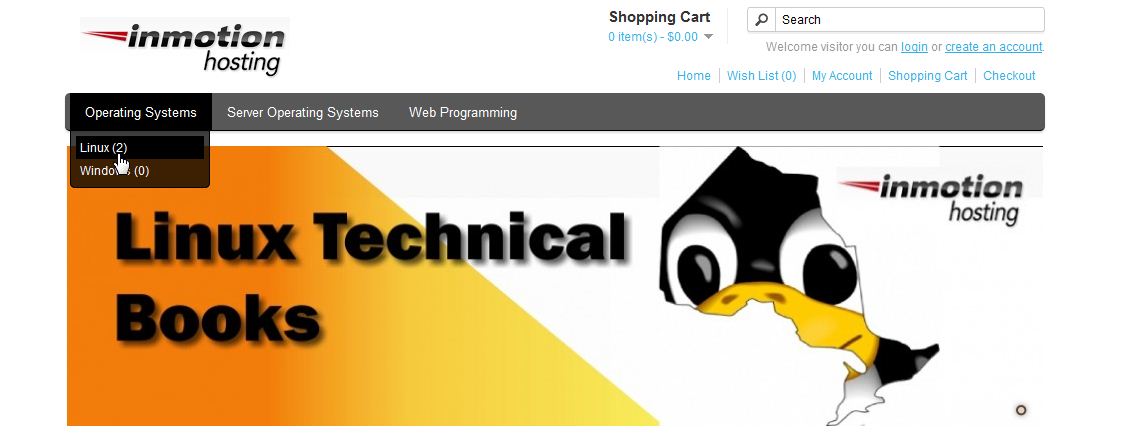 inmotion
hosting
Shopping Cart
0 item(s) - $0.00
Search
Welcome visitor you can login or create an account.
Home
Wish List (0)
My Account
Shopping Cart
Checkout
Operating Systems
Server Operating Systems
Web Programming
Linux (2)
Windows (0)
Linux Technical
Books
inmotion
hosting